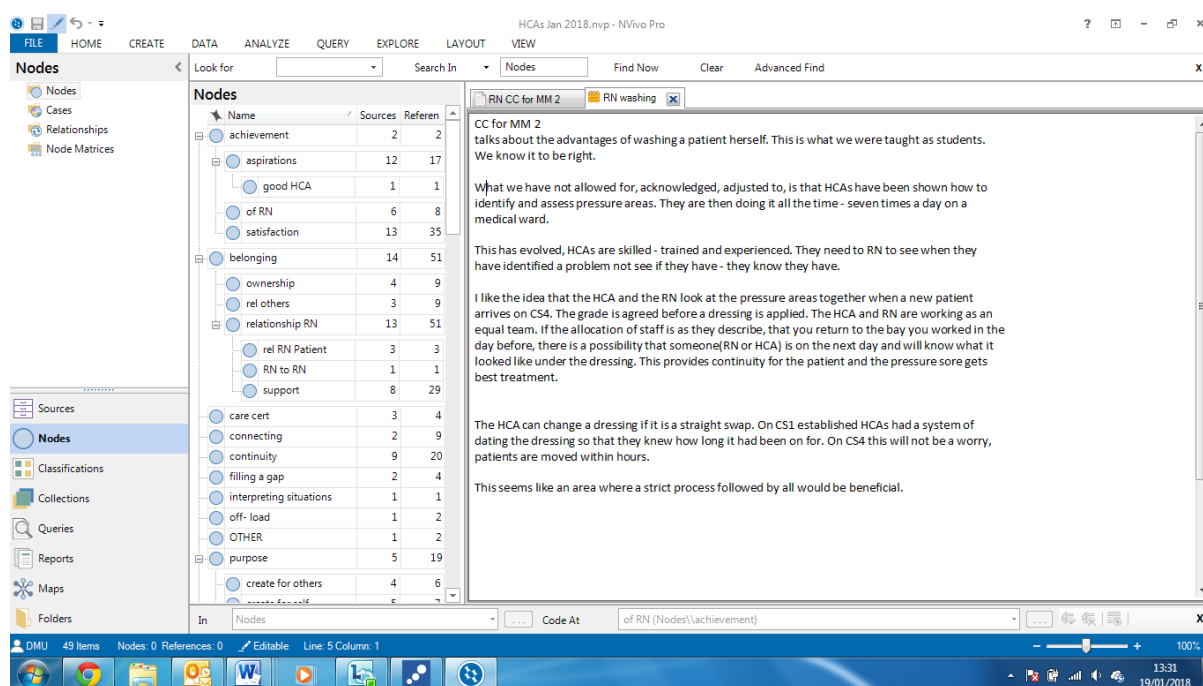 HCAs Jan 2018.nvp - NVivo Pro
FILE HOME CREATE DATA ANALYZE QUERY EXPLORE LAYOUT VIEW
Nodes
Look for Search In Nodes Find Now Clear Advanced Find x
Nodes
Cases
Relationships
Node Matrices
Sources
Nodes
Classifications
Collections
Queries
Reports
Maps
Folders
Nodes
Name Sources Referen
achievement 2 2
aspirations 12 17
good HCA 1 1
of RN 6 8
satisfaction 13 35
belonging 14 51
ownership 4 9
rel others 3 9
relationship RN 13 51
rel RN Patient 3 3
RN to RN 1 1
support 8 29
care cert 3 4
connecting 2 9
continuity 9 20
filling a gap 2 4
interpreting situations 1 1
off- load 1 2
OTHER 1 2
purpose 5 19
create for others 4 6
RN CC for MM 2 RN washing
CC for MM 2
talks about the advantages of washing a patient herself. This is what we were taught as students.
We know it to be right.
What we have not allowed for, acknowledged, adjusted to, is that HCAs have been shown how to
identify and assess pressure areas. They are then doing it all the time - seven times a day on a
medical ward.
This has evolved, HCAs are skilled - trained and experienced. They need to RN to see when they
have identified a problem not see if they have - they know they have.
I like the idea that the HCA and the RN look at the pressure areas together when a new patient
arrives on CS4. The grade is agreed before a dressing is applied. The HCA and RN are working as an
equal team. If the allocation of staff is as they describe, that you return to the bay you worked in the
day before, there is a possibility that someone(RN or HCA) is on the next day and will know what it
looked like under the dressing. This provides continuity for the patient and the pressure sore gets
best treatment.
The HCA can change a dressing if it is a straight swap. On CS1 established HCAs had a system of
dating the dressing so that they knew how long it had been on for. On CS4 this will not be a worry,
patients are moved within hours.
This seems like an area where a strict process followed by all would be beneficial.
In Nodes ... Code At of RN (Nodes\\achievement) ... x
DMU 49 Items Nodes: 0 References: 0 Editable Line: 5 Column: 1 100%
13:31
19/01/2018